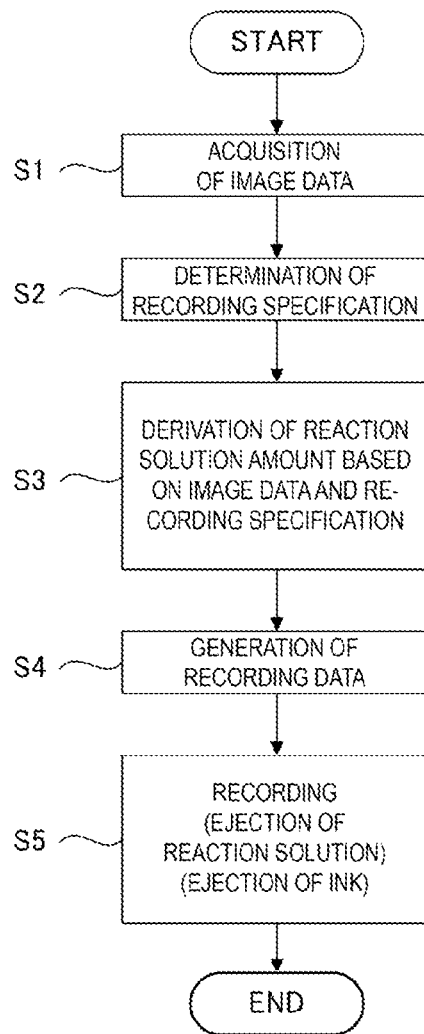 START
S1
ACQUISITION
OF IMAGE DATA
S2
DETERMINATION OF
RECORDING SPECIFICATION
S3
DERIVATION OF REACTION
SOLUTION AMOUNT BASED
ON IMAGE DATA AND RE-
CORDING SPECIFICATION
S4
GENERATION OF
RECORDING DATA
S5
RECORDING
(EJECTION OF
REACTION SOLUTION)
(EJECTION OF INK)
END